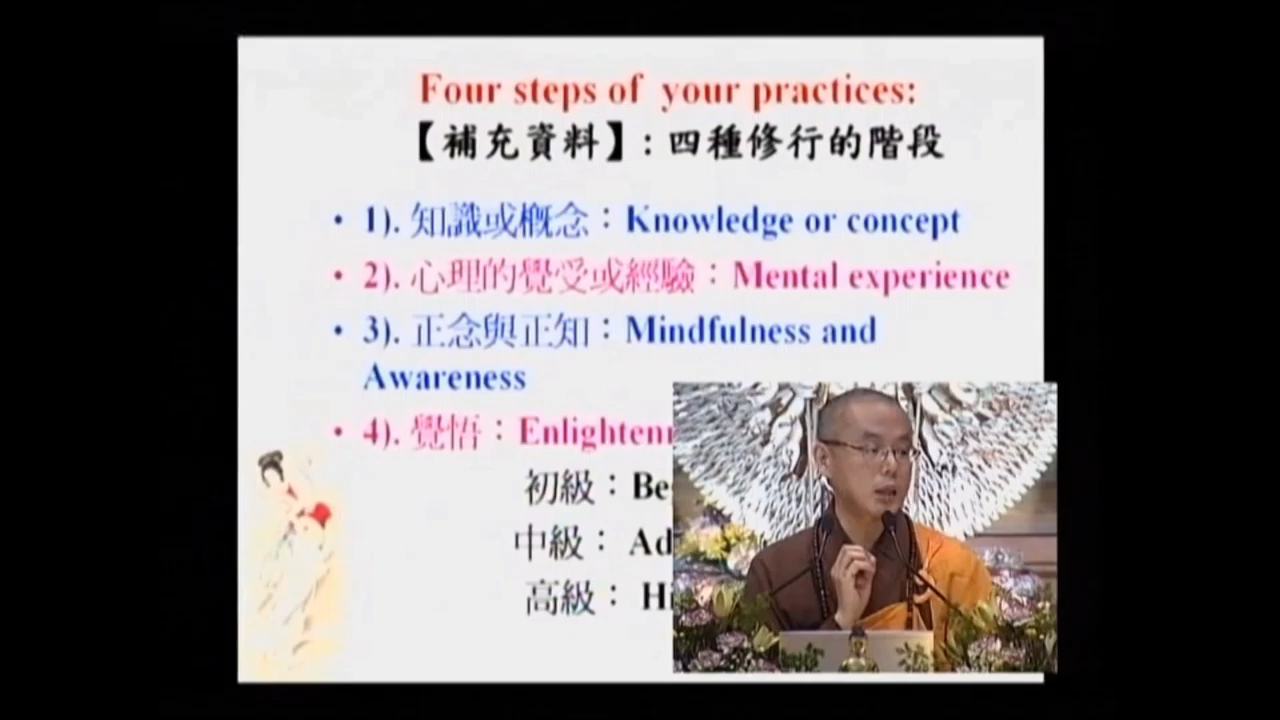 Four steps of your practices:
【補充資料】: 四種修行的階段
• 1). 知識或概念：Knowledge or concept
• 2). 心理的覺受或經驗：Mental experience
• 3). 正念與正知：Mindfulness and
Awareness
• 4). 覺悟：
初級：
中級：
高級：